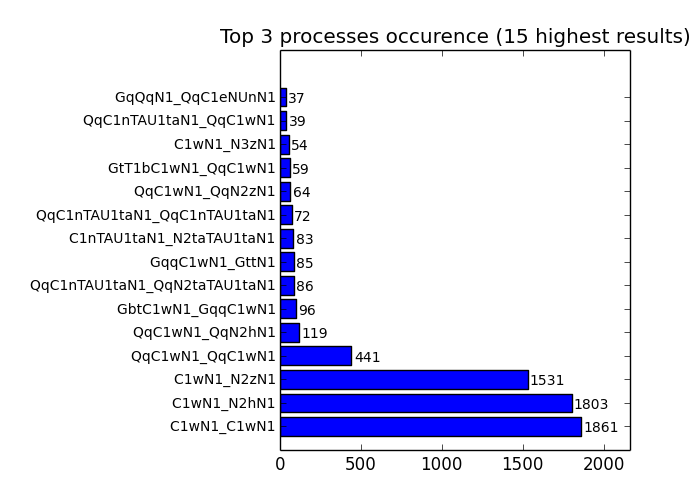 Top 3 processes occurence (15 highest results)
GqQqN1_QqC1eNUnN1 37
QqC1nTAU1taN1_QqC1wN1 39
C1wN1_N3zN1 54
GtT1bC1wN1_QqC1wN1 59
QqC1wN1_QqN2zN1 64
QqC1nTAU1taN1_QqC1nTAU1taN1 72
C1nTAU1taN1_N2taTAU1taN1 83
GqqC1wN1_GttN1 85
QqC1nTAU1taN1_QqN2taTAU1taN1 86
GbtC1wN1_GqqC1wN1 96
QqC1wN1_QqN2hN1 119
QqC1wN1_QqC1wN1 441
C1wN1_N2zN1 1531
C1wN1_N2hN1 1803
C1wN1_C1wN1 1861
0 500 1000 1500 2000